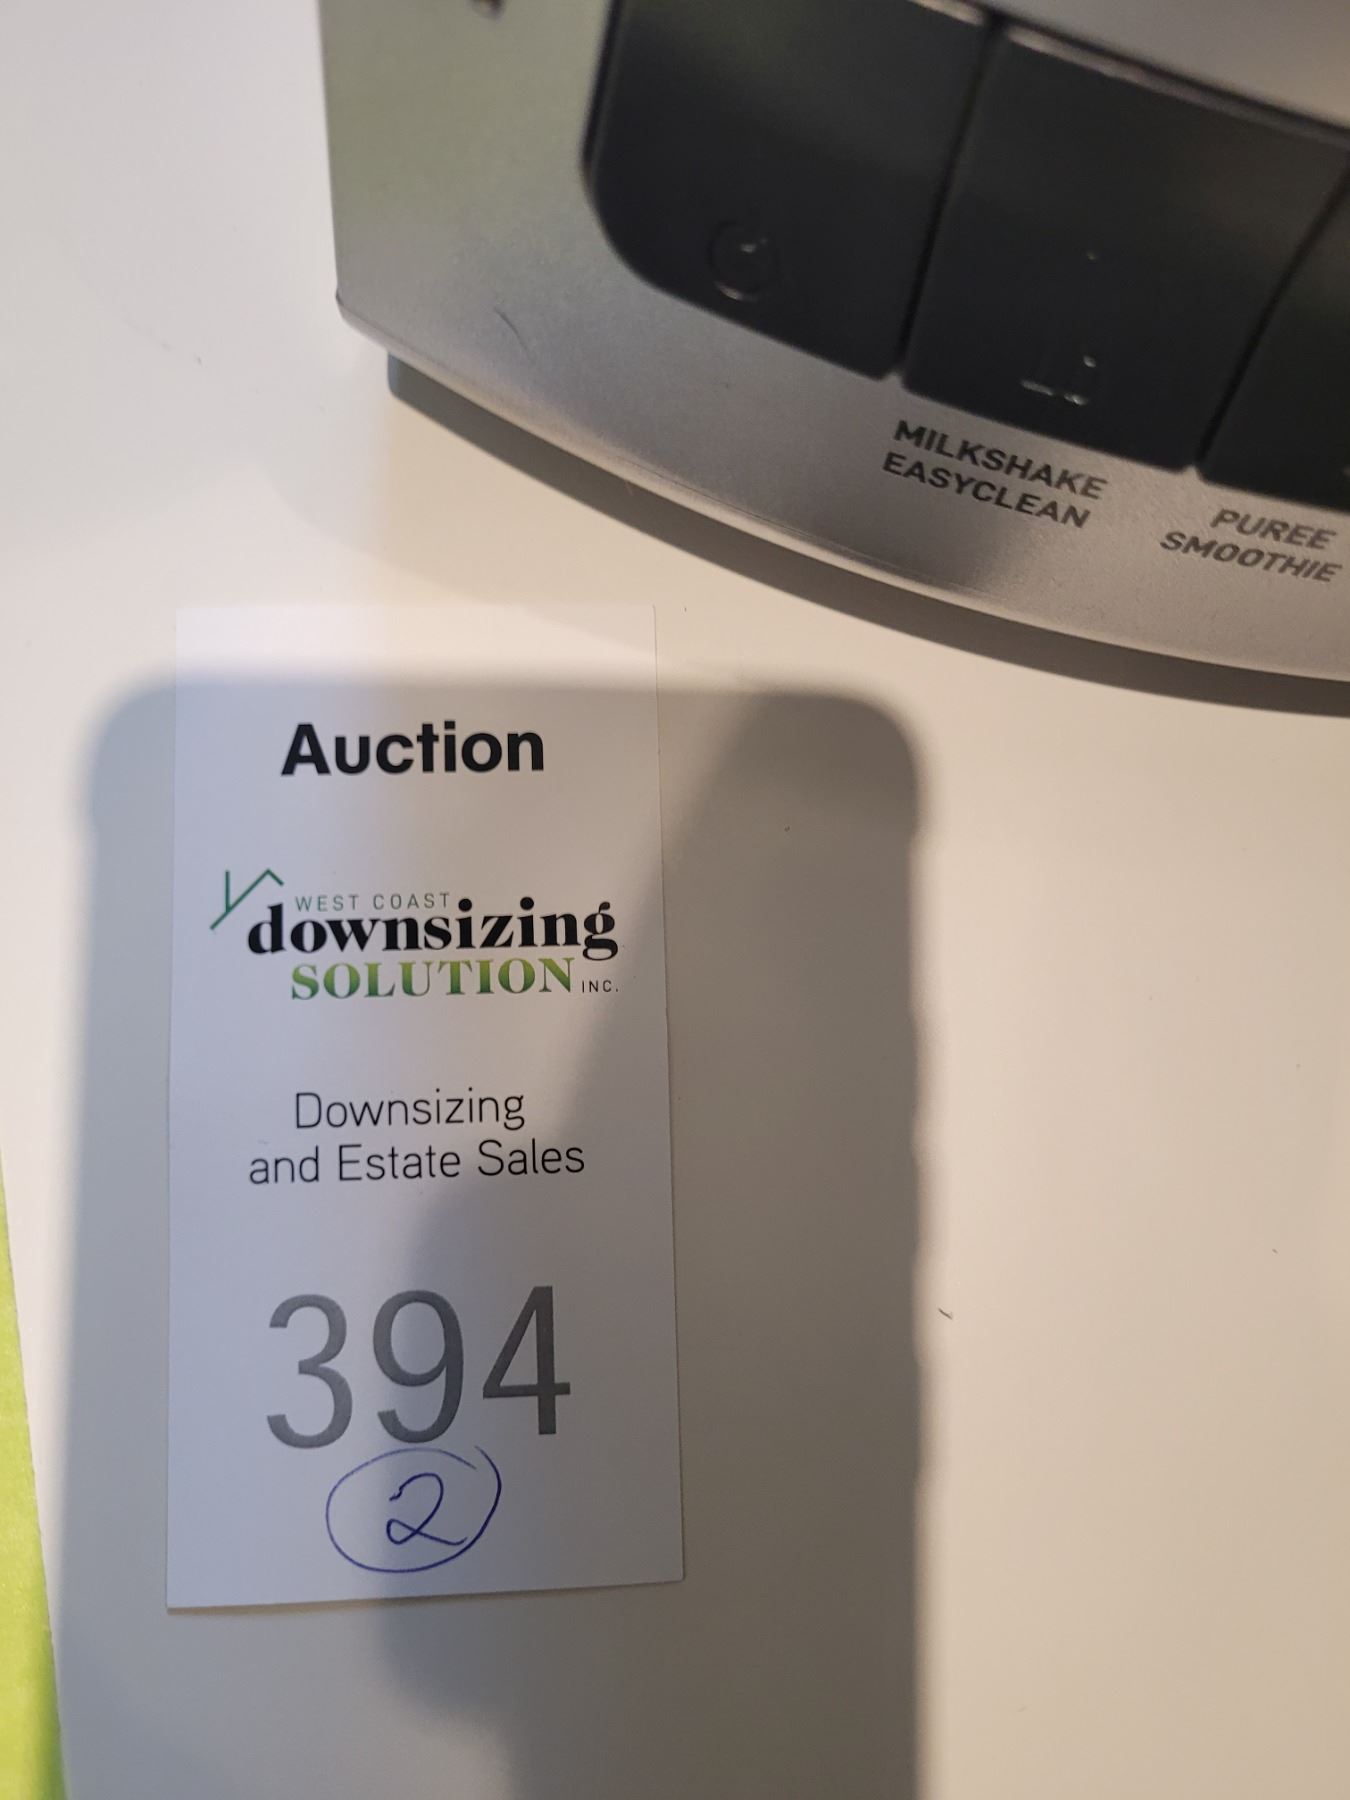 MILKSHAKE
EASYCLEAN
PUREE
SMOOTHIE
Auction
WEST COAST
downsizing
SOLUTION INC.
Downsizing
and Estate Sales
394
2